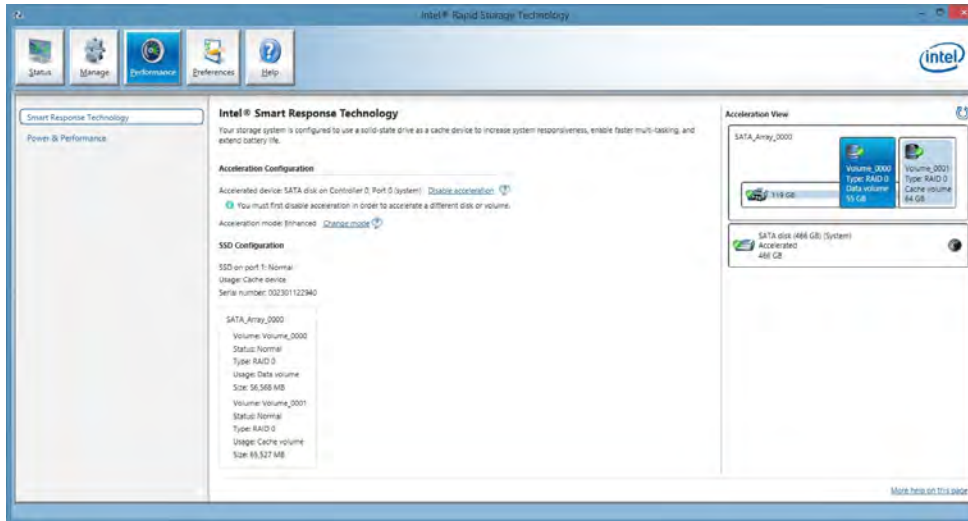 Intel® Rapid Storage Technology
Status
Manage
Performance
Preferences
Help
intel
Smart Response Technology
Power & Performance
Intel® Smart Response Technology
Your storage system is configured to use a solid-state drive as a cache device to increase system responsiveness, enable faster multi-tasking, and
extend battery life.
Acceleration Configuration
Accelerated device: SATA disk on Controller 0, Port 0 (system) Disable acceleration ?
You must first disable acceleration in order to accelerate a different disk or volume.
Acceleration mode: Enhanced Change mode ?
SSD Configuration
SSD on port 1: Normal
Usage: Cache device
Serial number: 002301122940
SATA_Array_0000
Volume: Volume_0000
Status: Normal
Type: RAID 0
Usage: Data volume
Size: 56,568 MB
Volume: Volume_0001
Status: Normal
Type: RAID 0
Usage: Cache volume
Size: 65,527 MB
Acceleration View
SATA_Array_0000
119 GB
Volume_0000
Type: RAID 0
Data volume
55 GB
Volume_0001
Type: RAID 0
Cache volume
64 GB
SATA disk (466 GB) (System)
Accelerated
466 GB
More help on this page